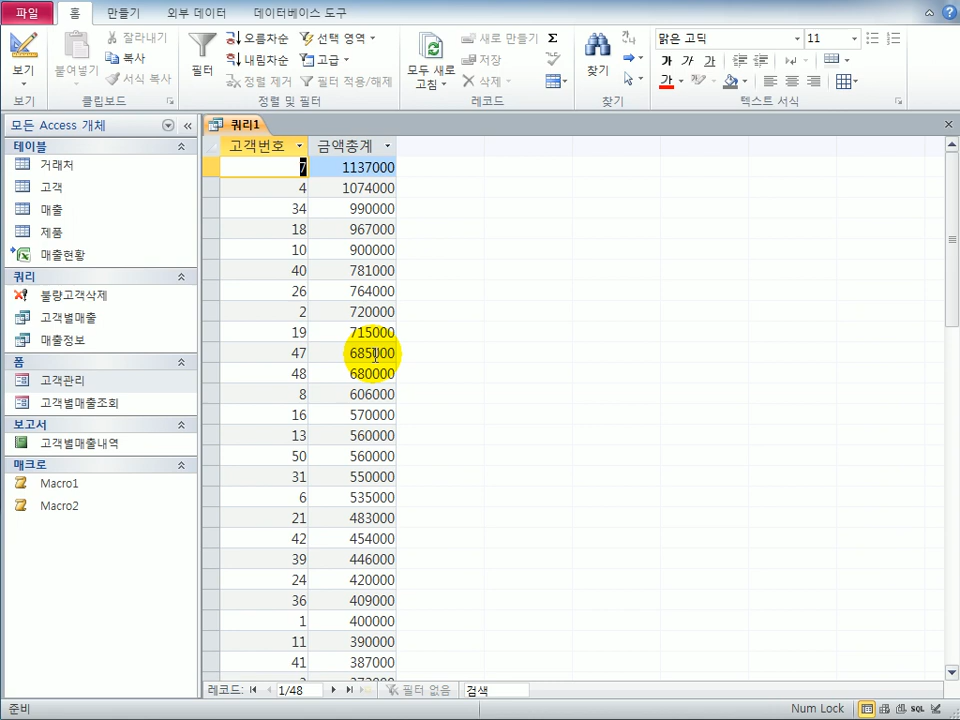 파일 홈 만들기 외부 데이터 데이터베이스 도구
보기 붙여넣기 잘라내기 복사 서식 복사
필터 오름차순 내림차순 정렬 제거 선택 영역 고급 필터 적용/해제
모두 새로 고침 새로 만들기 저장 삭제 Σ
찾기 맑은 고딕 11
가 가 가 가 가
보기 클립보드 정렬 및 필터 레코드 찾기 텍스트 서식
모든 Access 개체
테이블
거래처
고객
매출
제품
매출현황
쿼리
불량고객삭제
고객별매출
매출정보
폼
고객관리
고객별매출조회
보고서
고객별매출내역
매크로
Macro1
Macro2
쿼리1
고객번호 금액총계
7 1137000
4 1074000
34 990000
18 967000
10 900000
40 781000
26 764000
2 720000
19 715000
47 685000
48 680000
8 606000
16 570000
13 560000
50 560000
31 550000
6 535000
21 483000
42 454000
39 446000
24 420000
36 409000
1 400000
11 390000
41 387000
레코드: 1/48 필터 없음 검색
준비 Num Lock SQL